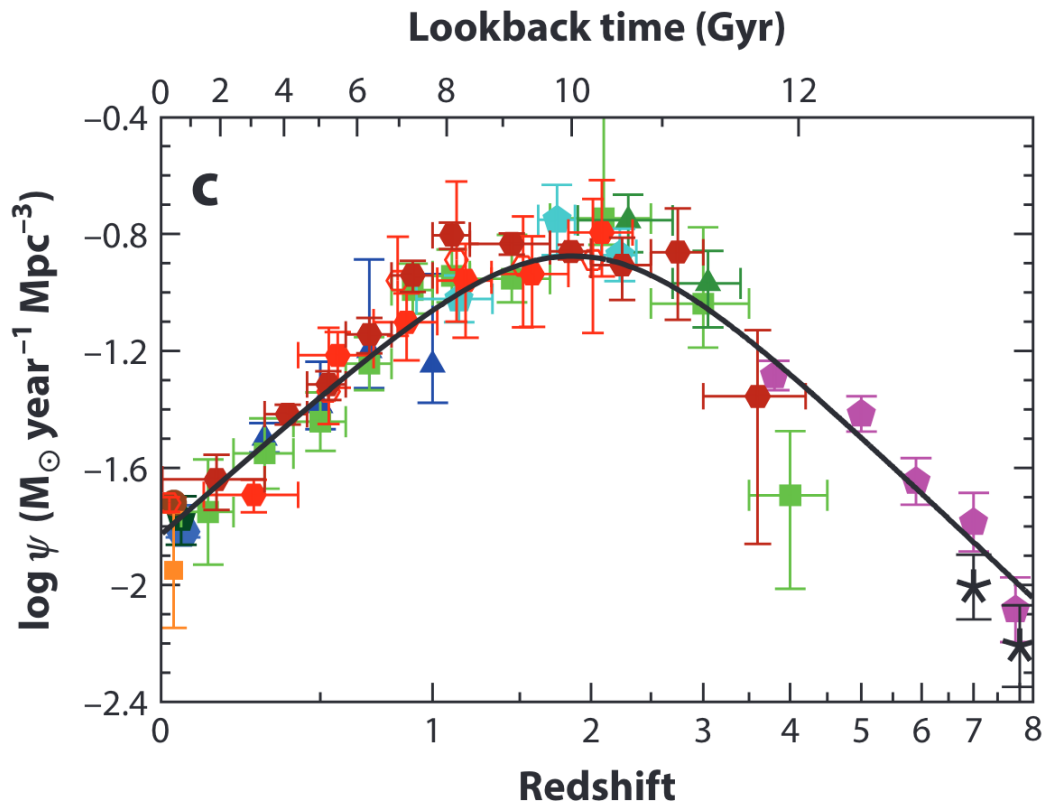 Lookback time (Gyr)
0 2 4 6 8 10 12
−0.4
c
−0.8
−1.2
−1.6
−2
−2.4
log ψ (M☉ year⁻¹ Mpc⁻³)
0 1 2 3 4 5 6 7 8
Redshift